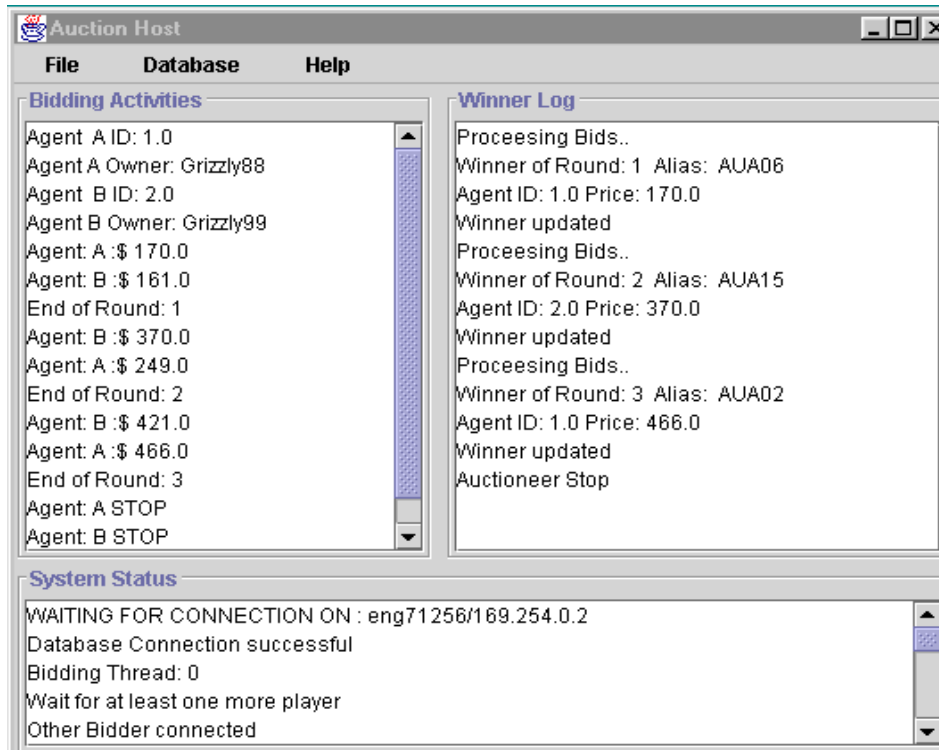 Auction Host
File Database Help
Bidding Activities
Agent A ID: 1.0
Agent A Owner: Grizzly88
Agent B ID: 2.0
Agent B Owner: Grizzly99
Agent: A :$ 170.0
Agent: B :$ 161.0
End of Round: 1
Agent: B :$ 370.0
Agent: A :$ 249.0
End of Round: 2
Agent: B :$ 421.0
Agent: A :$ 466.0
End of Round: 3
Agent: A STOP
Agent: B STOP
Winner Log
Proceesing Bids..
Winner of Round: 1 Alias: AUA06
Agent ID: 1.0 Price: 170.0
Winner updated
Proceesing Bids..
Winner of Round: 2 Alias: AUA15
Agent ID: 2.0 Price: 370.0
Winner updated
Proceesing Bids..
Winner of Round: 3 Alias: AUA02
Agent ID: 1.0 Price: 466.0
Winner updated
Auctioneer Stop
System Status
WAITING FOR CONNECTION ON : eng71256/169.254.0.2
Database Connection successful
Bidding Thread: 0
Wait for at least one more player
Other Bidder connected